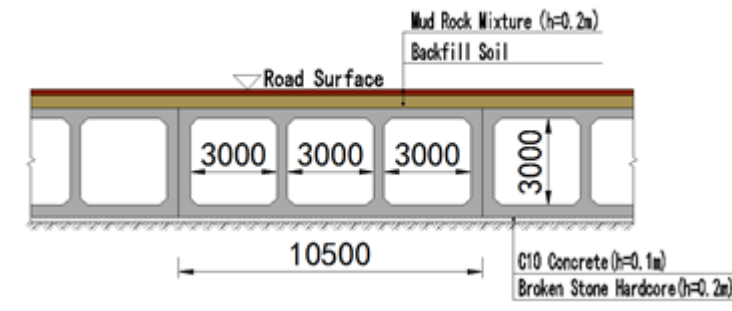 Mud Rock Mixture (h=0.2m)
Backfill Soil
Road Surface
3000 3000 3000 3000
10500
C10 Concrete(h=0.1m)
Broken Stone Hardcore(h=0.2m)